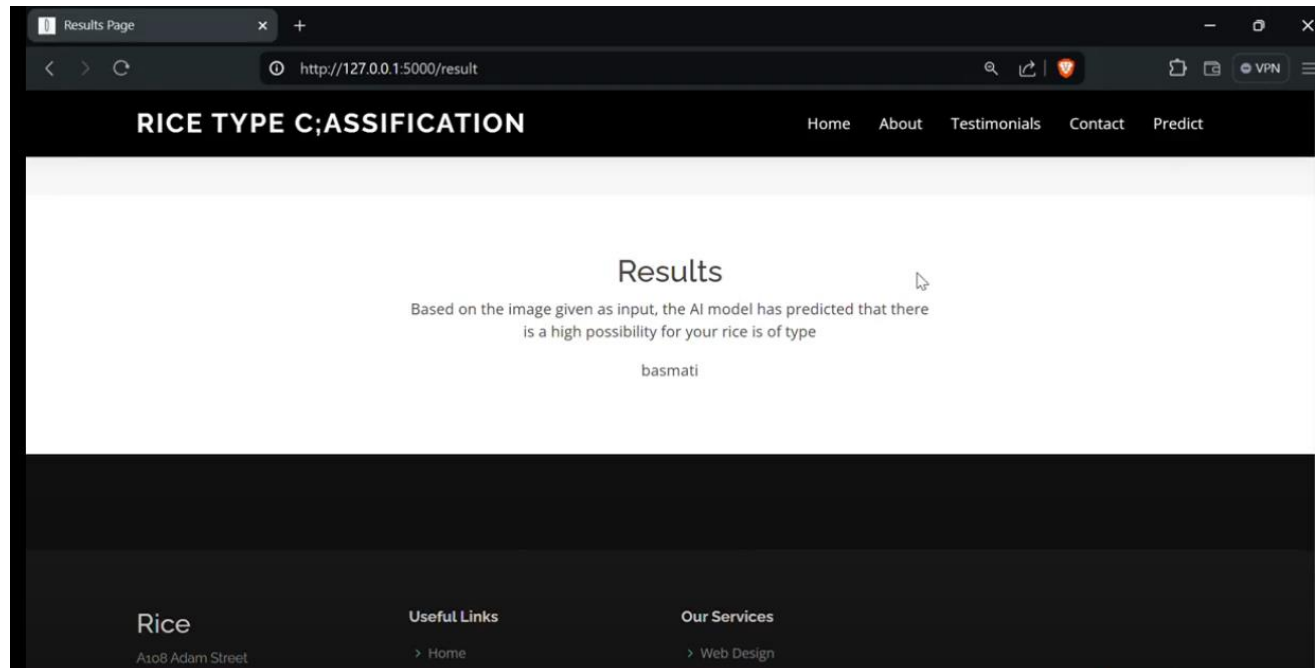 Results Page
http://127.0.0.1:5000/result
VPN
RICE TYPE C;ASSIFICATION
Home About Testimonials Contact Predict
Results
Based on the image given as input, the AI model has predicted that there
is a high possibility for your rice is of type
basmati
Rice
Useful Links
Our Services
A108 Adam Street
Home
Web Design